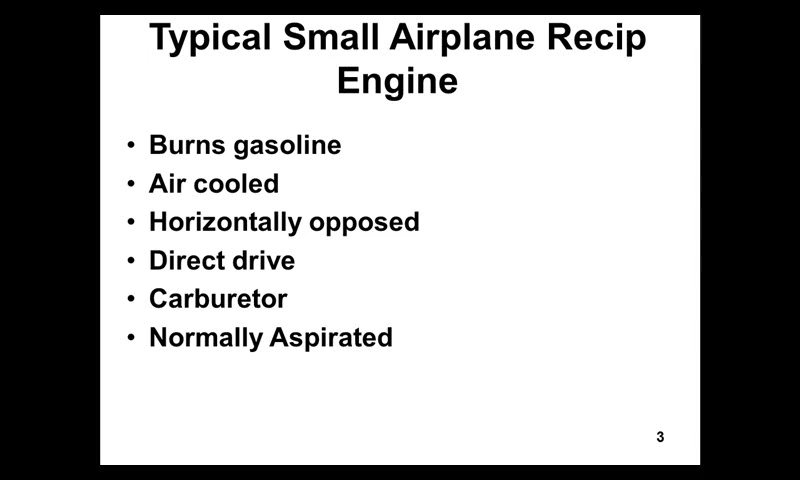 Typical Small Airplane Recip
Engine
• Burns gasoline
• Air cooled
• Horizontally opposed
• Direct drive
• Carburetor
• Normally Aspirated
3